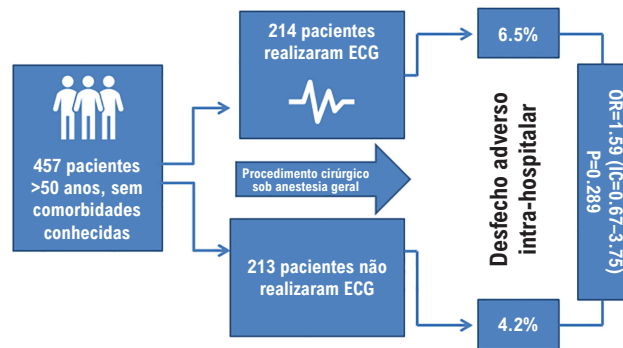 457 pacientes
>50 anos, sem
comorbidades
conhecidas
214 pacientes
realizaram ECG
Procedimento cirúrgico
sob anestesia geral
213 pacientes não
realizaram ECG
6.5%
Desfecho adverso
intra-hospitalar
4.2%
OR=1.59 (IC=0.67–3.75)
P=0.289